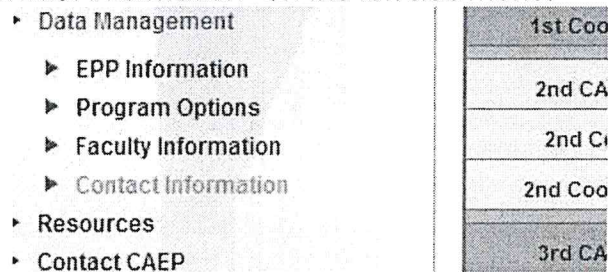 Data Management
EPP Information
Program Options
Faculty Information
Contact Information
Resources
Contact CAEP
1st Coo
2nd CA
2nd
2nd Coo
3rd CA